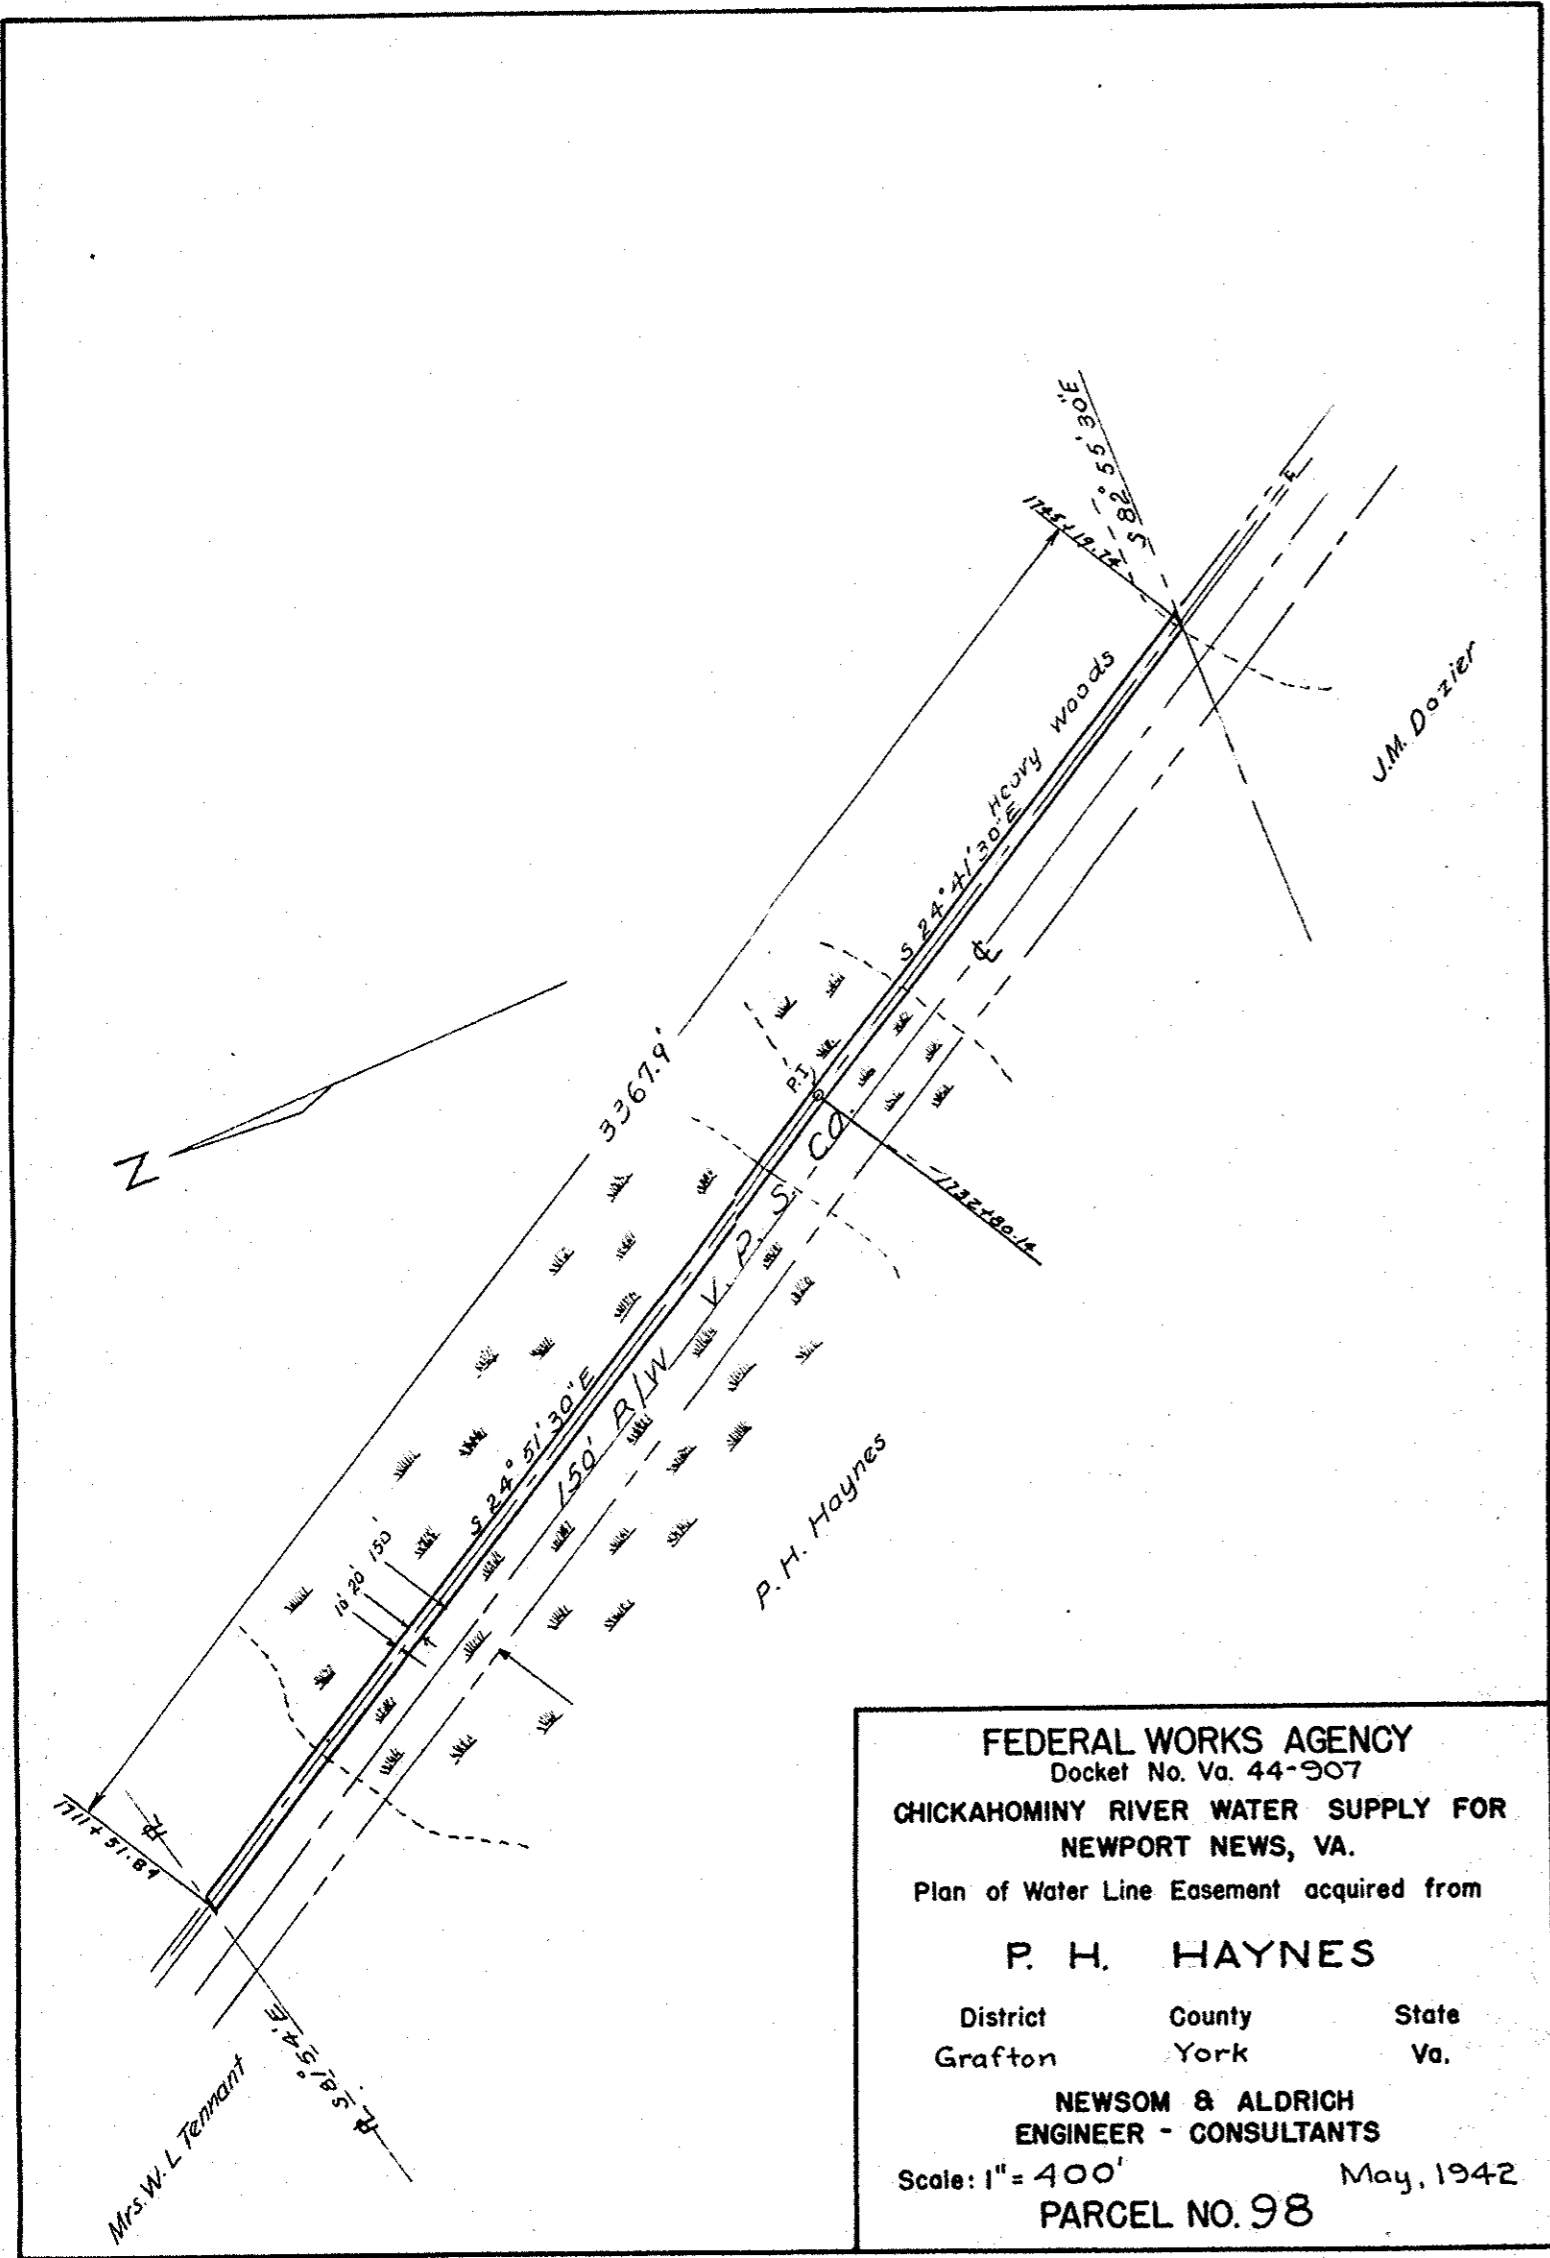 S 82° 55' 30"E
1745+19.74
Heavy Woods
S 24° 41' 30"E
J.M. Dozier
℄
3367.9'
N
P.I.
1732+80.14
150' R/W V. P. S. CO.
S 24° 51' 30"E
10' 20' 150'
P. H. Haynes
1711 + 51.84
℄
S 81° 54' E
℄
Mrs. W. L Tennant
FEDERAL WORKS AGENCY
Docket No. Va. 44-907
CHICKAHOMINY RIVER WATER SUPPLY FOR
NEWPORT NEWS, VA.
Plan of Water Line Easement acquired from
P. H. HAYNES
District County State
Grafton York Va.
NEWSOM & ALDRICH
ENGINEER - CONSULTANTS
Scale: 1" = 400' May, 1942
PARCEL NO. 98